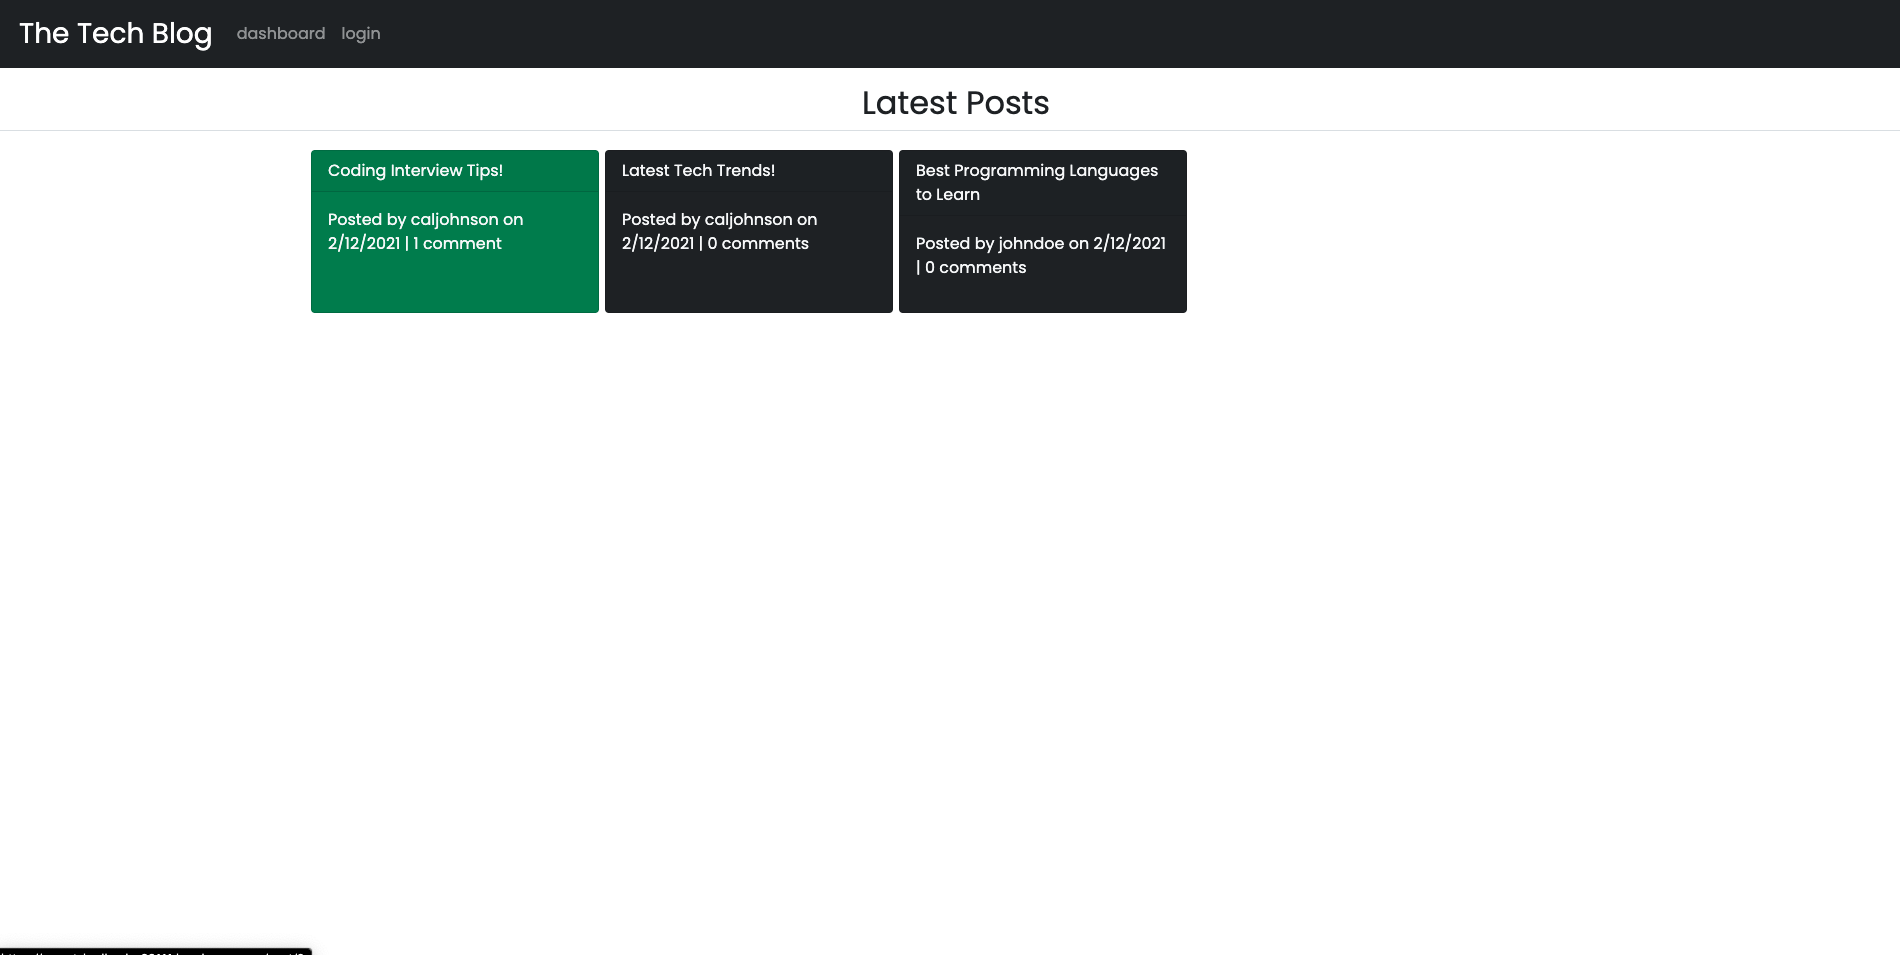 The Tech Blog dashboard login
Latest Posts
Coding Interview Tips!
Posted by caljohnson on
2/12/2021 | 1 comment
Latest Tech Trends!
Posted by caljohnson on
2/12/2021 | 0 comments
Best Programming Languages
to Learn
Posted by johndoe on 2/12/2021
| 0 comments